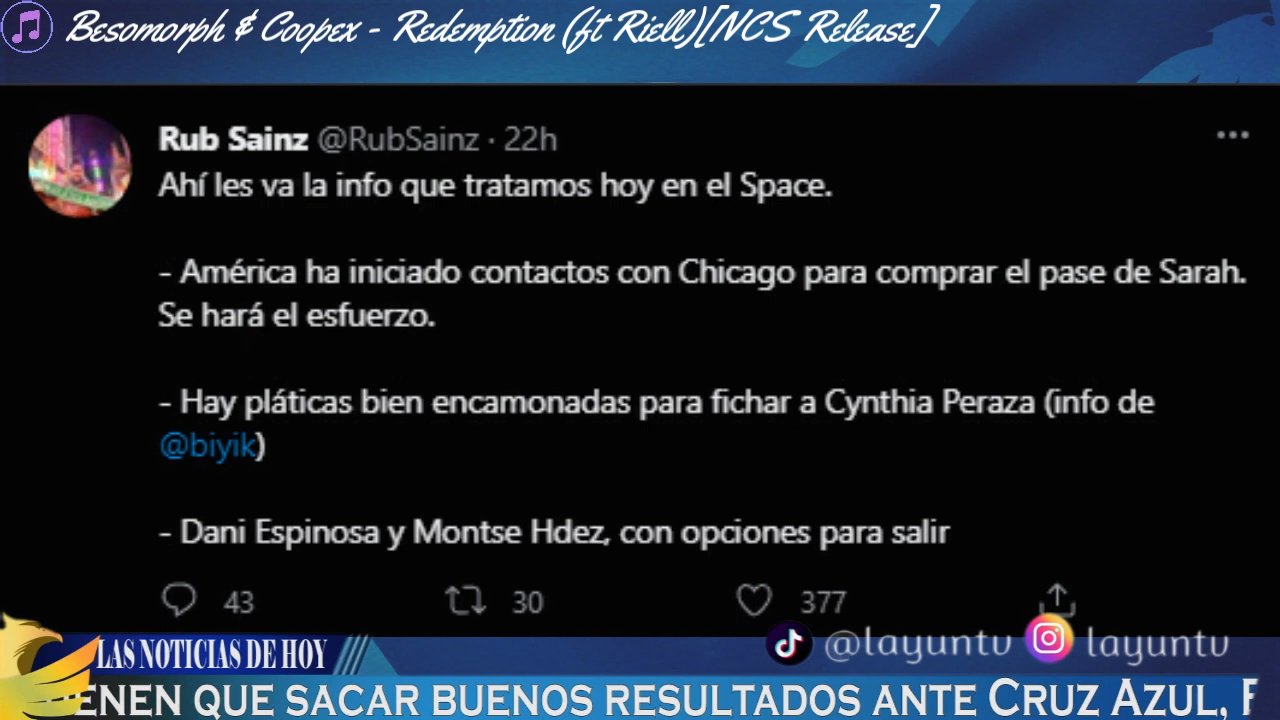 Besomorph & Coopex - Redemption (ft Riell)[NCS Release]
Rub Sainz @RubSainz · 22h
Ahí les va la info que tratamos hoy en el Space.
- América ha iniciado contactos con Chicago para comprar el pase de Sarah.
Se hará el esfuerzo.
- Hay pláticas bien encamonadas para fichar a Cynthia Peraza (info de
@biyik)
- Dani Espinosa y Montse Hdez, con opciones para salir
43 30 377
LAS NOTICIAS DE HOY
@layuntv layuntv
QUE SACAR BUENOS RESULTADOS ANTE CRUZ AZUL,